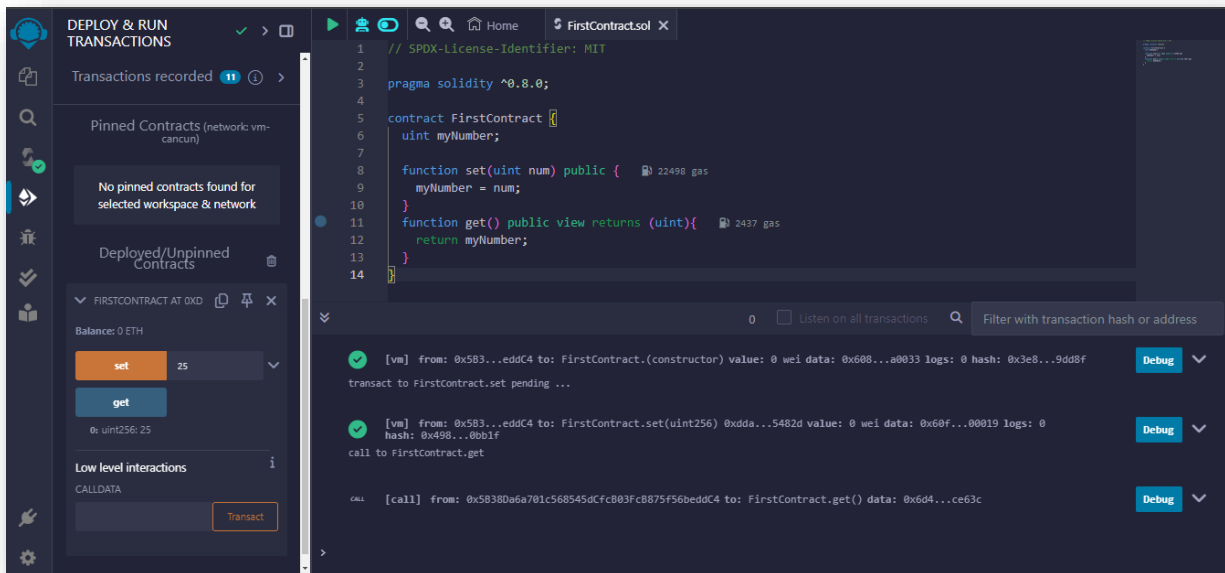 DEPLOY & RUN
TRANSACTIONS
Transactions recorded 11 i
Pinned Contracts (network: vm-
cancun)
No pinned contracts found for
selected workspace & network
Deployed/Unpinned
Contracts
FIRSTCONTRACT AT 0XD
Balance: 0 ETH
set 25
get
0: uint256: 25
Low level interactions i
CALLDATA
Transact
Home FirstContract.sol
1 // SPDX-License-Identifier: MIT
2
3 pragma solidity ^0.8.0;
4
5 contract FirstContract {
6 uint myNumber;
7
8 function set(uint num) public { 22498 gas
9 myNumber = num;
10 }
11 function get() public view returns (uint){ 2437 gas
12 return myNumber;
13 }
14 }
0 Listen on all transactions Filter with transaction hash or address
[vm] from: 0x5B3...eddC4 to: FirstContract.(constructor) value: 0 wei data: 0x608...a0033 logs: 0 hash: 0x3e8...9dd8f Debug
transact to FirstContract.set pending ...
[vm] from: 0x5B3...eddC4 to: FirstContract.set(uint256) 0xdda...5482d value: 0 wei data: 0x60f...00019 logs: 0
hash: 0x498...0bb1f Debug
call to FirstContract.get
CALL [call] from: 0x5B38Da6a701c568545dCfcB03FcB875f56beddC4 to: FirstContract.get() data: 0x6d4...ce63c Debug
>